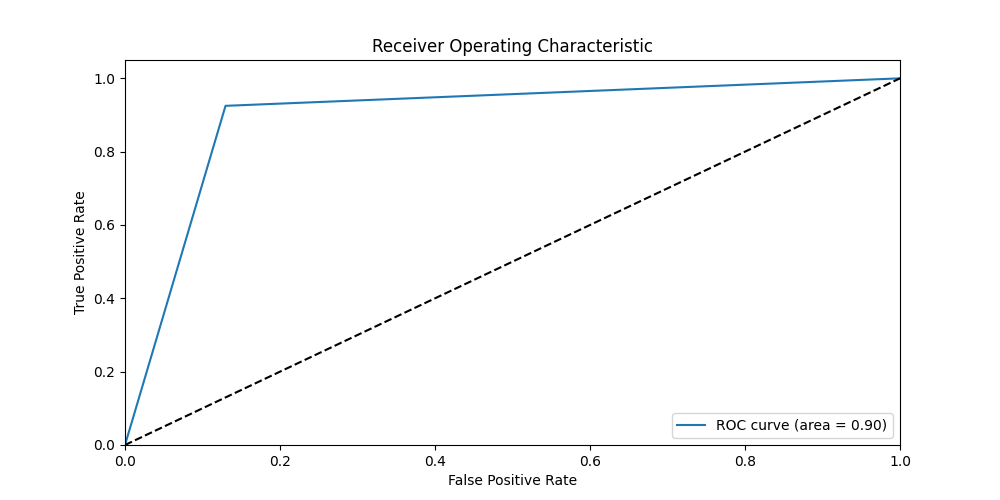 Receiver Operating Characteristic
True Positive Rate
1.0
0.8
0.6
0.4
0.2
0.0
ROC curve (area = 0.90)
0.0 0.2 0.4 0.6 0.8 1.0
False Positive Rate